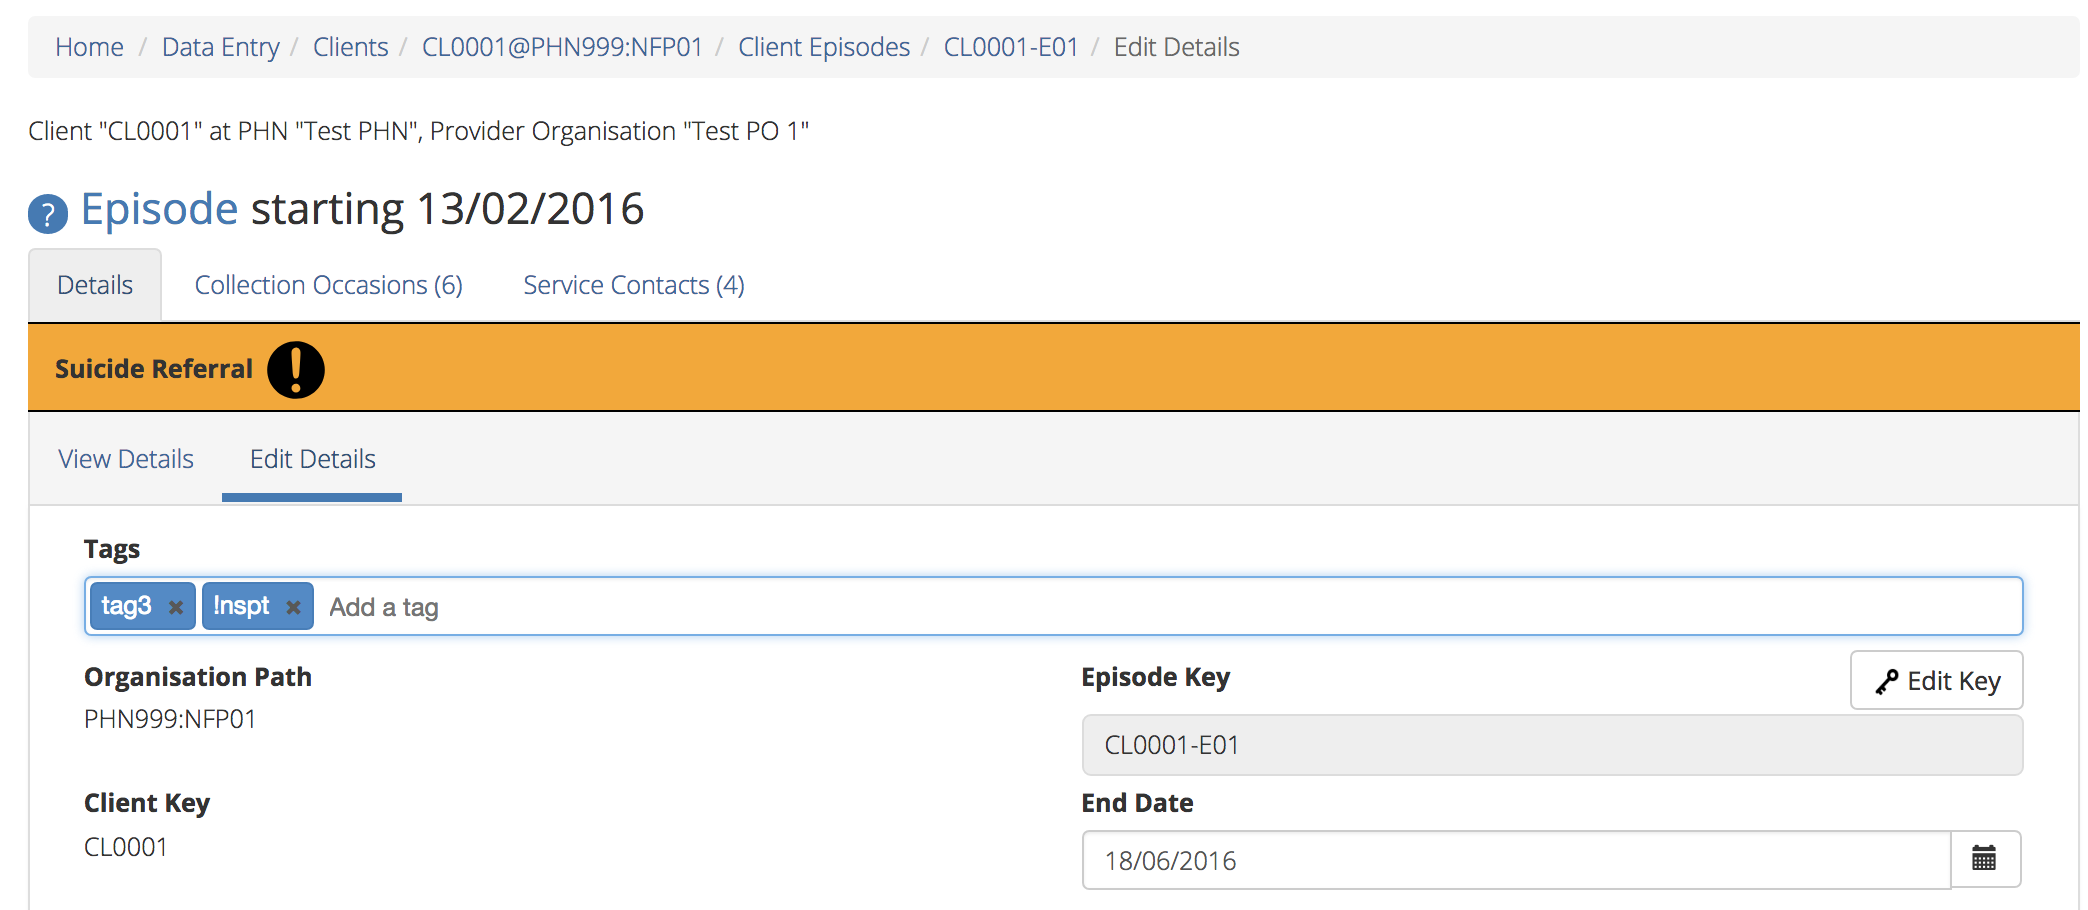 Home / Data Entry / Clients / CL0001@PHN999:NFP01 / Client Episodes / CL0001-E01 / Edit Details
Client "CL0001" at PHN "Test PHN", Provider Organisation "Test PO 1"
? Episode starting 13/02/2016
Details Collection Occasions (6) Service Contacts (4)
Suicide Referral !
View Details Edit Details
Tags
tag3 × !nspt × Add a tag
Organisation Path
PHN999:NFP01
Episode Key
Edit Key
CL0001-E01
Client Key
CL0001
End Date
18/06/2016